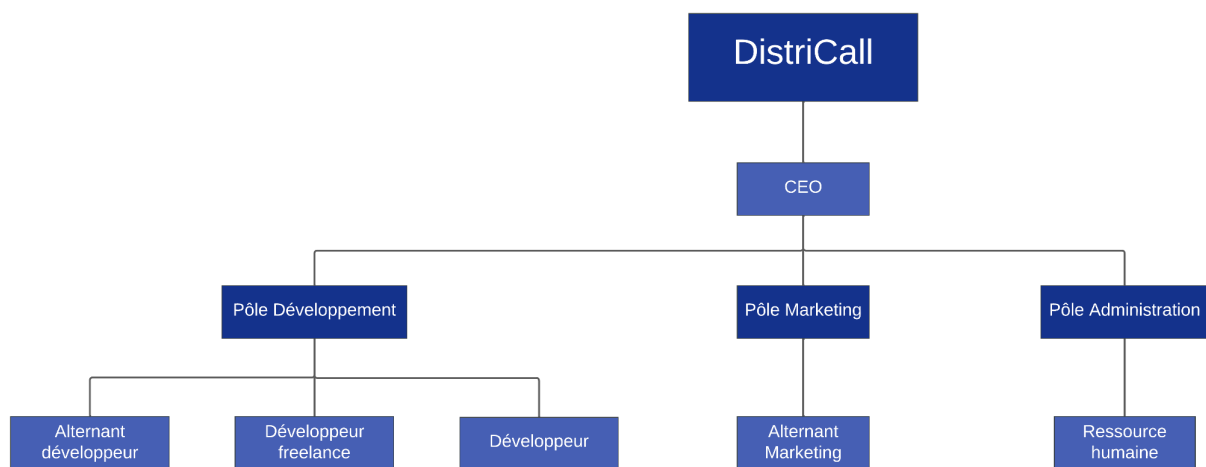 DistriCall
CEO
Pôle Développement
Pôle Marketing
Pôle Administration
Alternant
développeur
Développeur
freelance
Développeur
Alternant
Marketing
Ressource
humaine